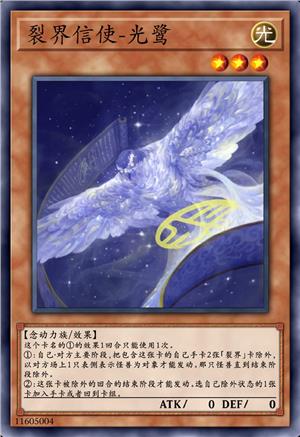 裂界信使-光鹭
光
【念动力族/效果】
这个卡名的①的效果1回合只能使用1次。
①:自己·对方主要阶段,把包含这张卡的自己手卡2张「裂界」卡除外,
以对方场上1只表侧表示怪兽为对象才能发动,那只怪兽直到结束阶
段除外。
②:这张卡被除外的回合的结束阶段才能发动,选自己除外状态的1张
卡加入手卡或者回到卡组。
ATK/ 0 DEF/ 0
11605004